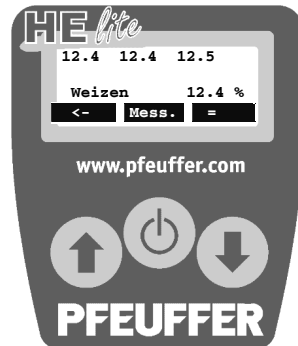 HE lite
12.4 12.4 12.5
Weizen 12.4 %
<- Mess. =
www.pfeuffer.com
PFEUFFER